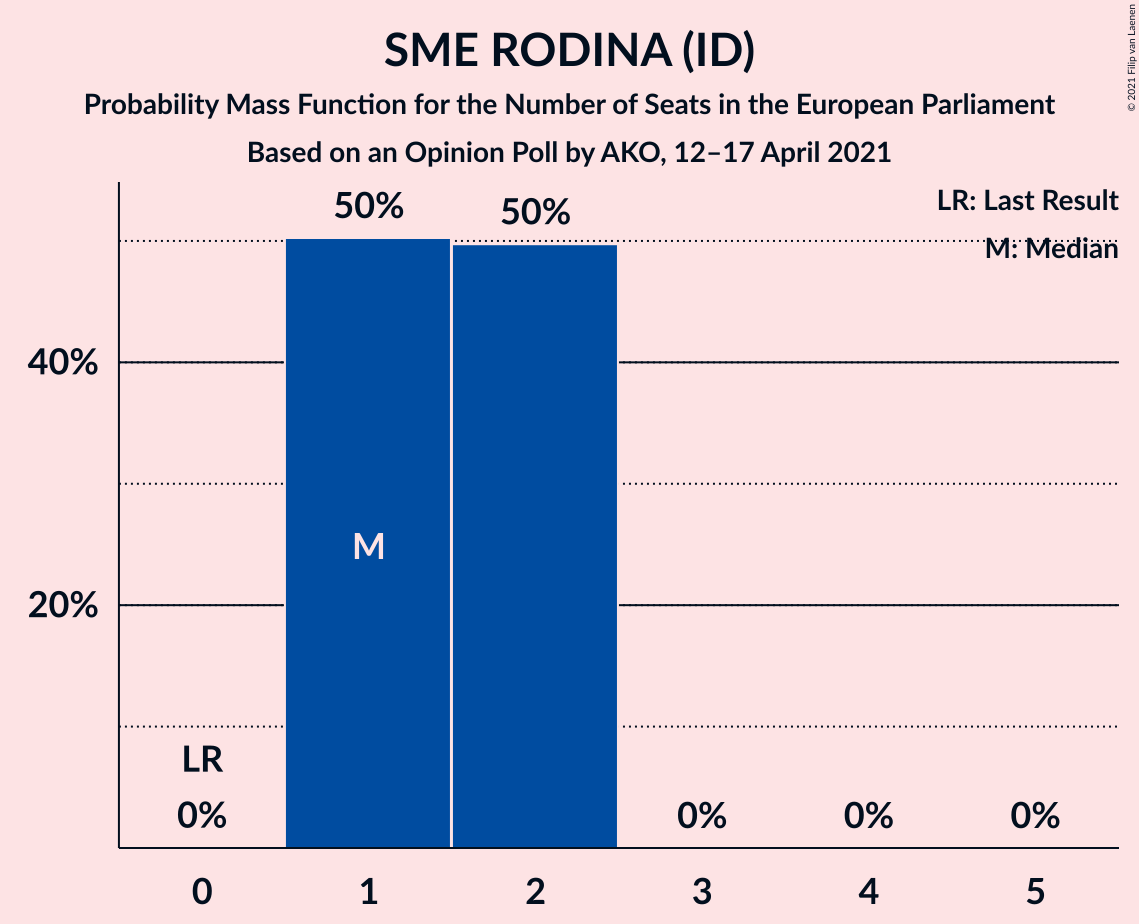 SME RODINA (ID)
Probability Mass Function for the Number of Seats in the European Parliament
Based on an Opinion Poll by AKO, 12–17 April 2021
© 2021 Filip van Laenen
LR: Last Result
M: Median
50%
50%
40%
20%
M
LR
0%
0%
0%
0%
0
1
2
3
4
5